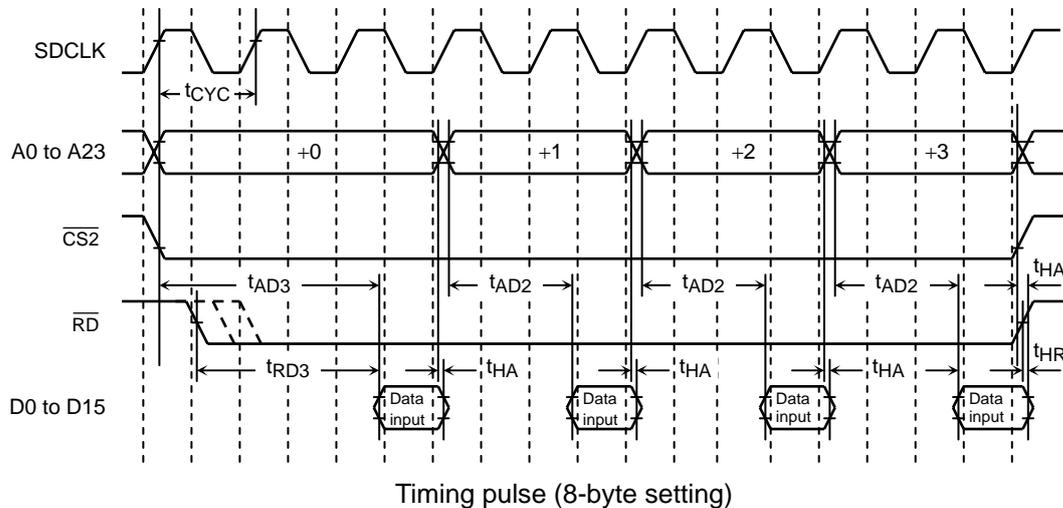 SDCLK
tCYC
A0 to A23
+0
+1
+2
+3
CS2
tAD3
tAD2
tAD2
tAD2
tHA
RD
tRD3
tHA
tHA
tHA
tHR
D0 to D15
Data
input
Data
input
Data
input
Data
input
Timing pulse (8-byte setting)